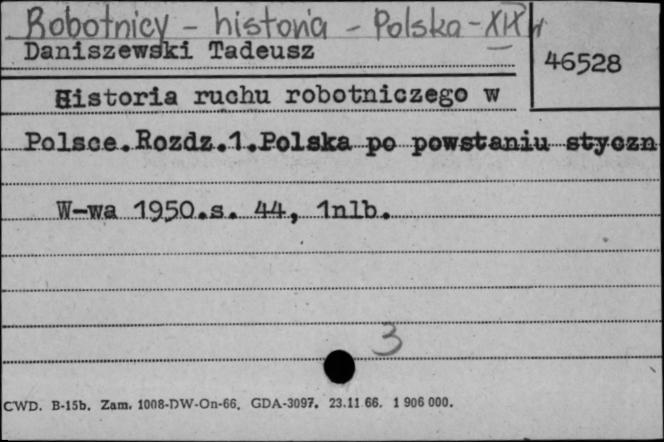 Robotnicy - historia - Polska - XIX w
Daniszewski Tadeusz
46528
Historia ruchu robotniczego w
Polsce.Rozdz.1.Polska po powstaniu styczn
W-wa 1950.s. 44, 1nlb.
3
CWD. B-15b. Zam. 1008-DW-On-66. GDA-3097. 23.11 66. 1 906 000.